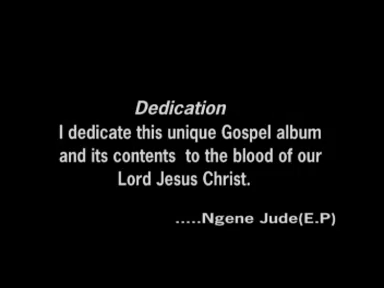 Dedication
I dedicate this unique Gospel album
and its contents to the blood of our
Lord Jesus Christ.
.....Ngene Jude(E.P)